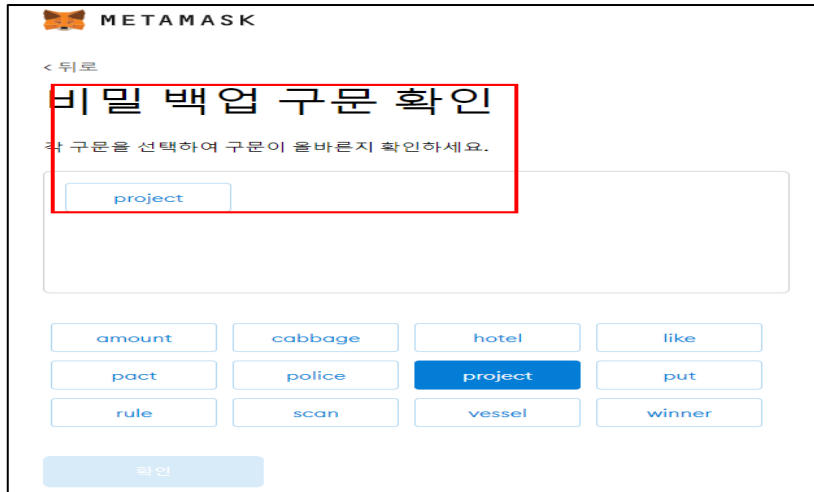 METAMASK
< 뒤로
비밀 백업 구문 확인
각 구문을 선택하여 구문이 올바른지 확인하세요.
project
amount cabbage hotel like
pact police project put
rule scan vessel winner
확인